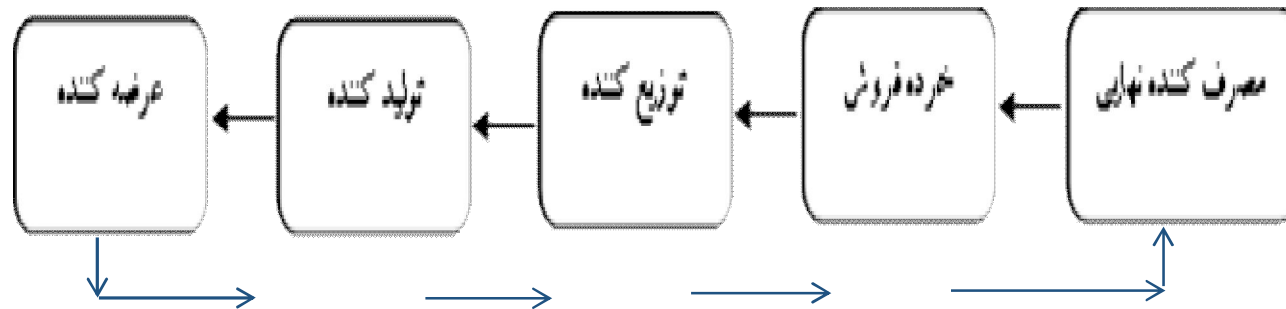 مصرف کننده نهایی
خرده فروش
توزیع کننده
تولید کننده
عرضه کننده